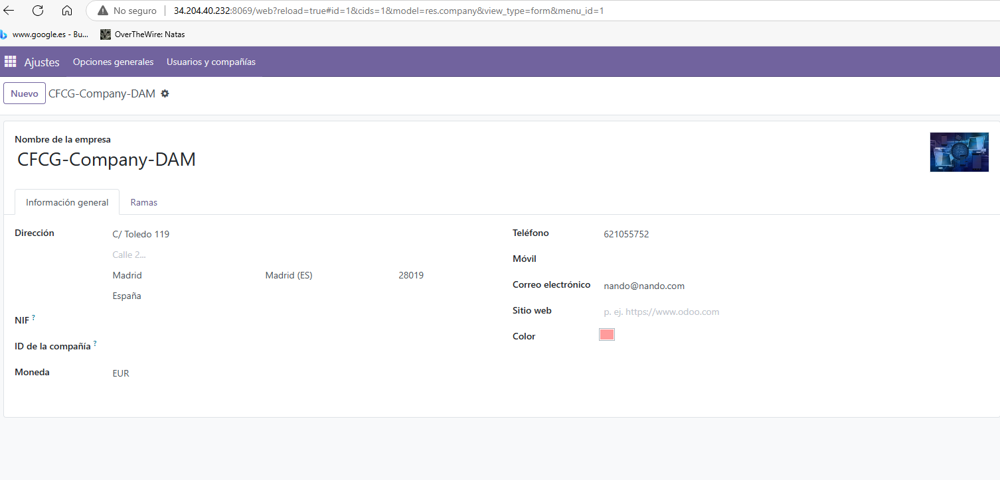 No seguro 34.204.40.232:8069/web?reload=true#id=1&cids=1&model=res.company&view_type=form&menu_id=1
www.google.es - Bu... OverTheWire: Natas
Ajustes Opciones generales Usuarios y compañías
Nuevo CFCG-Company-DAM
Nombre de la empresa
CFCG-Company-DAM
Información general Ramas
Dirección C/ Toledo 119 Teléfono 621055752
Calle 2... Móvil
Madrid Madrid (ES) 28019
Correo electrónico nando@nando.com
España
Sitio web p. ej. https://www.odoo.com
NIF ?
Color
ID de la compañía ?
Moneda EUR